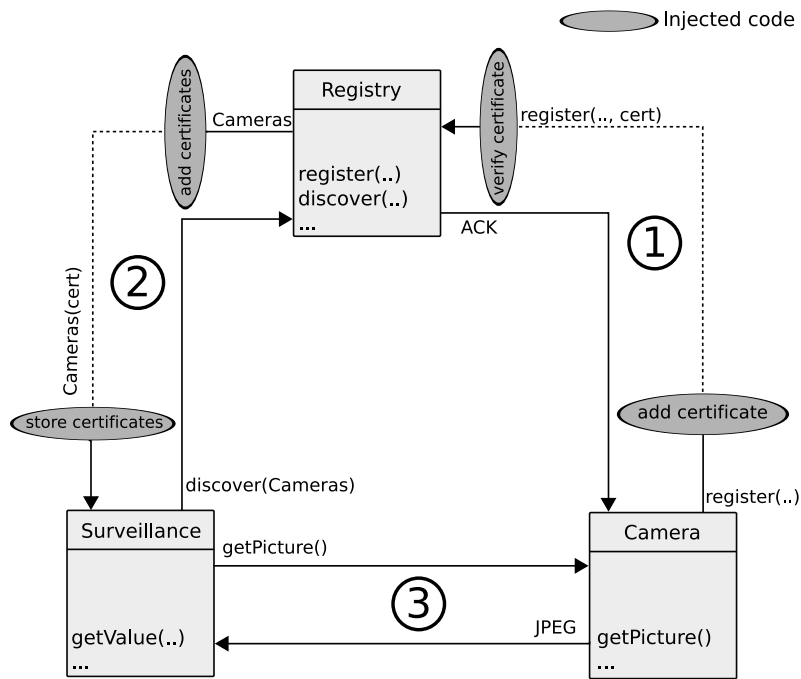 Injected code
add certificates
Registry
register(..)
discover(..)
...
Cameras
verify certificate
register(.., cert)
ACK
1
2
Cameras(cert)
store certificates
add certificate
discover(Cameras)
register(..)
Surveillance
getValue(..)
...
getPicture()
3
JPEG
Camera
getPicture()
...